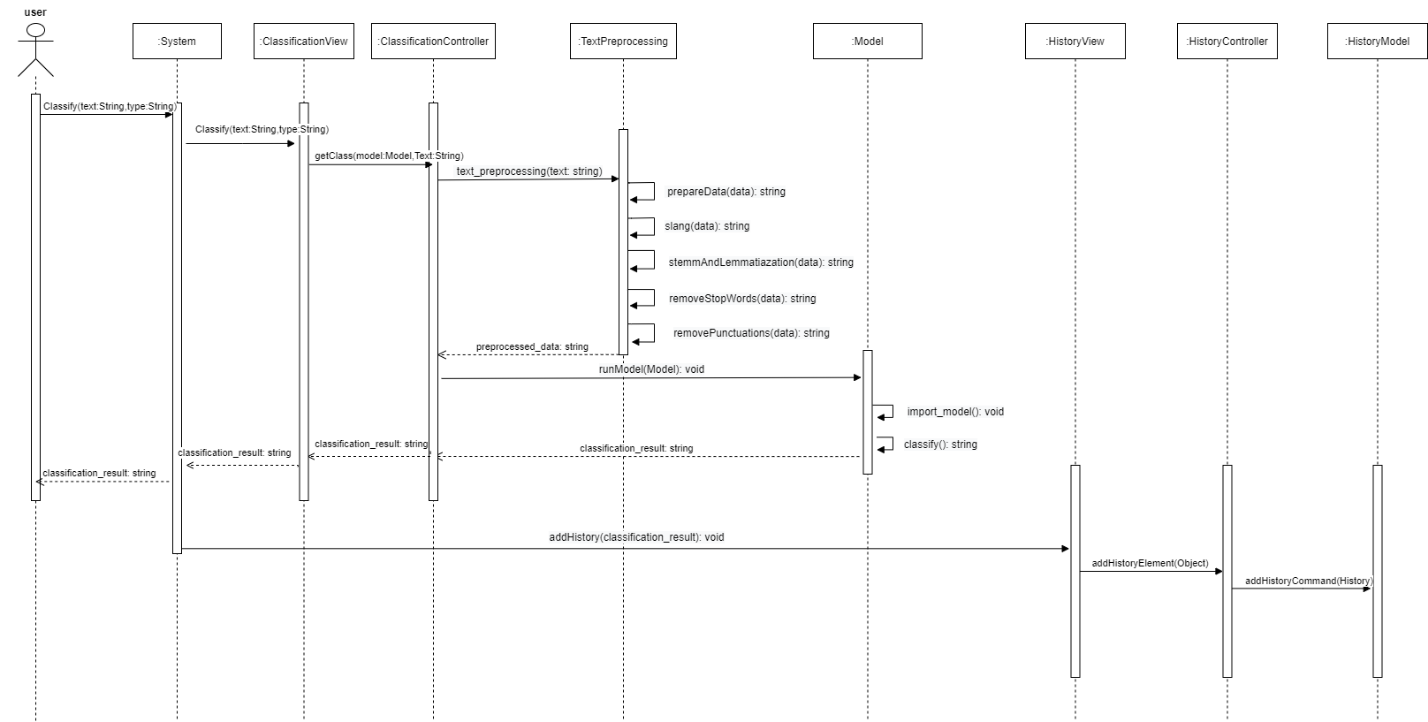 user
:System
:ClassificationView
:ClassificationController
:TextPreprocessing
:Model
:HistoryView
:HistoryController
:HistoryModel
Classify(text:String,type:String)
Classify(text:String,type:String)
getClass(model:Model,Text:String)
text_preprocessing(text: string)
prepareData(data): string
slang(data): string
stemmAndLemmatiazation(data): string
removeStopWords(data): string
removePunctuations(data): string
preprocessed_data: string
runModel(Model): void
import_model(): void
classify(): string
classification_result: string
classification_result: string
classification_result: string
classification_result: string
addHistory(classification_result): void
addHistoryElement(Object)
addHistoryCommand(History)